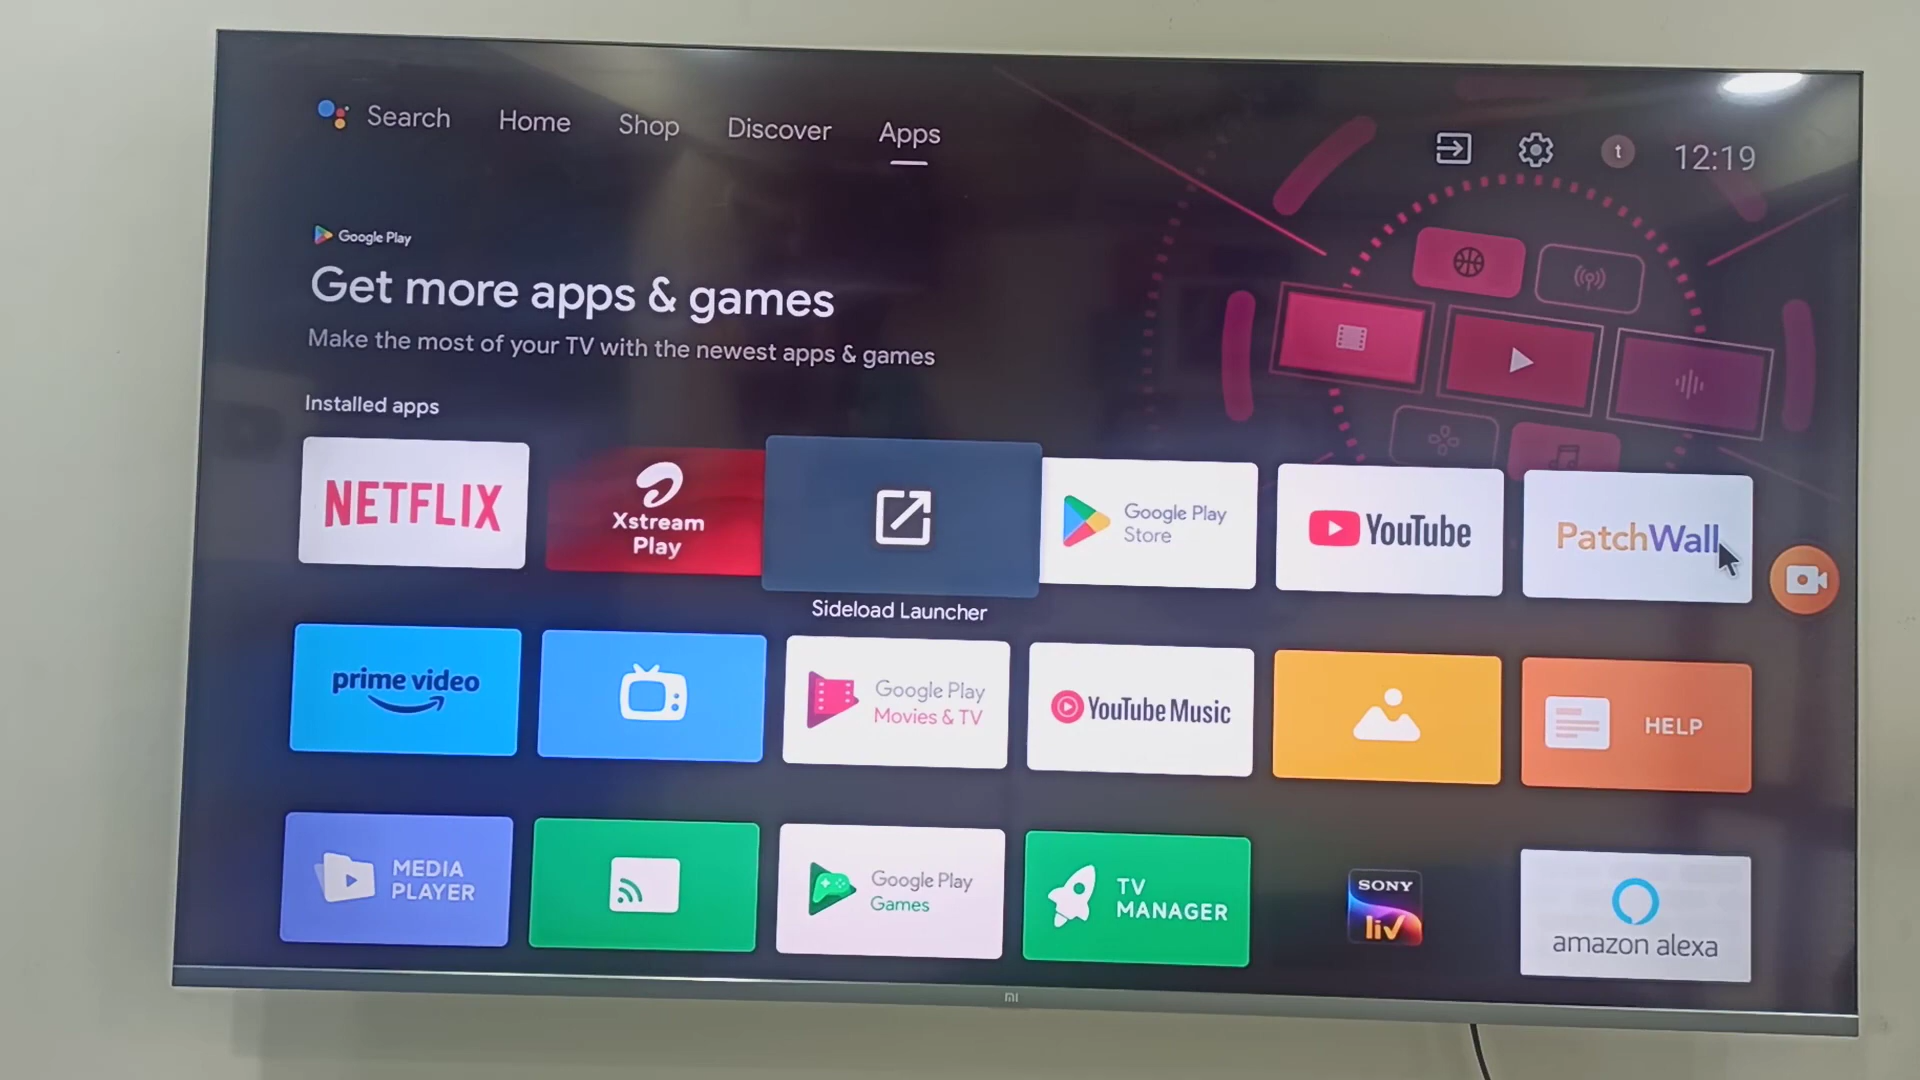 Search Home Shop Discover Apps
t 12:19
Google Play
Get more apps & games
Make the most of your TV with the newest apps & games
Installed apps
NETFLIX
Xstream
Play
Google Play
Store
YouTube
PatchWall
Sideload Launcher
prime video
Google Play
Movies & TV
YouTube Music
HELP
MEDIA
PLAYER
Google Play
Games
TV
MANAGER
SONY
liv
amazon alexa
mi